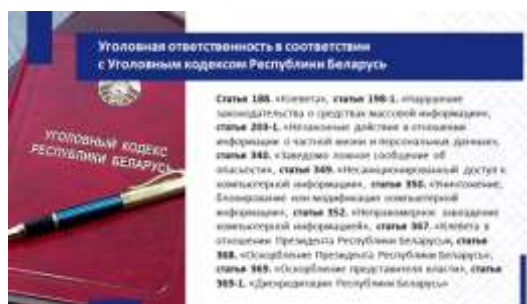 Уголовная ответственность в соответствии
с Уголовным кодексом Республики Беларусь
УГОЛОВНЫЙ КОДЕКС
РЕСПУБЛИКИ БЕЛАРУСЬ
Статья 188. «Клевета», статья 198-1. «Нарушение
законодательства о средствах массовой информации»,
статья 203-1. «Незаконные действия в отношении
информации о частной жизни и персональных данных»,
статья 340. «Заведомо ложное сообщение об
опасности», статья 349. «Несанкционированный доступ к
компьютерной информации», статья 350. «Уничтожение,
блокирование или модификация компьютерной
информации», статья 352. «Неправомерное завладение
компьютерной информацией», статья 367. «Клевета в
отношении Президента Республики Беларусь», статья
368. «Оскорбление Президента Республики Беларусь»,
статья 369. «Оскорбление представителя власти», статья
369-1. «Дискредитация Республики Беларусь»